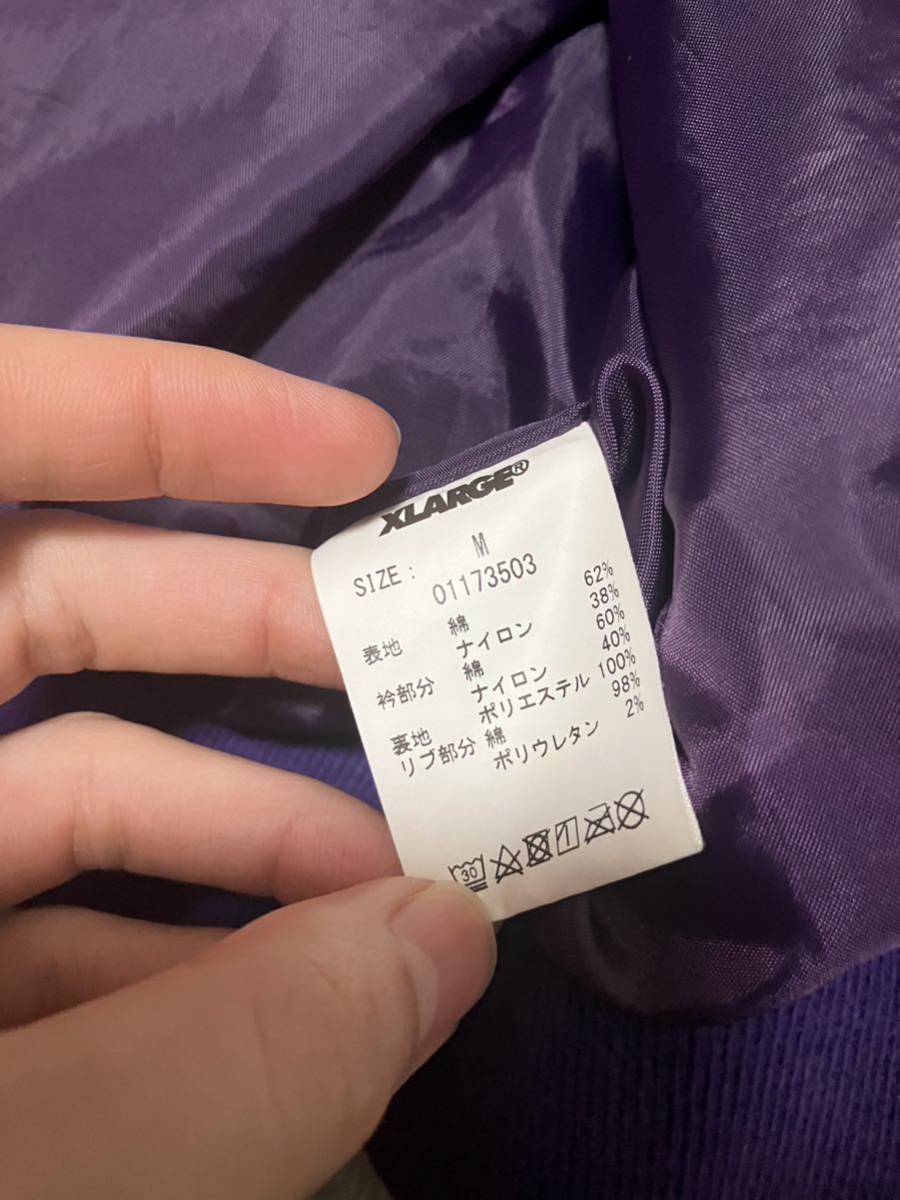 XLARGE®
SIZE : M
01173503
表地 綿 62%
ナイロン 38%
衿部分 綿 60%
ナイロン 40%
裏地 ポリエステル 100%
リブ部分 綿 98%
ポリウレタン 2%
30